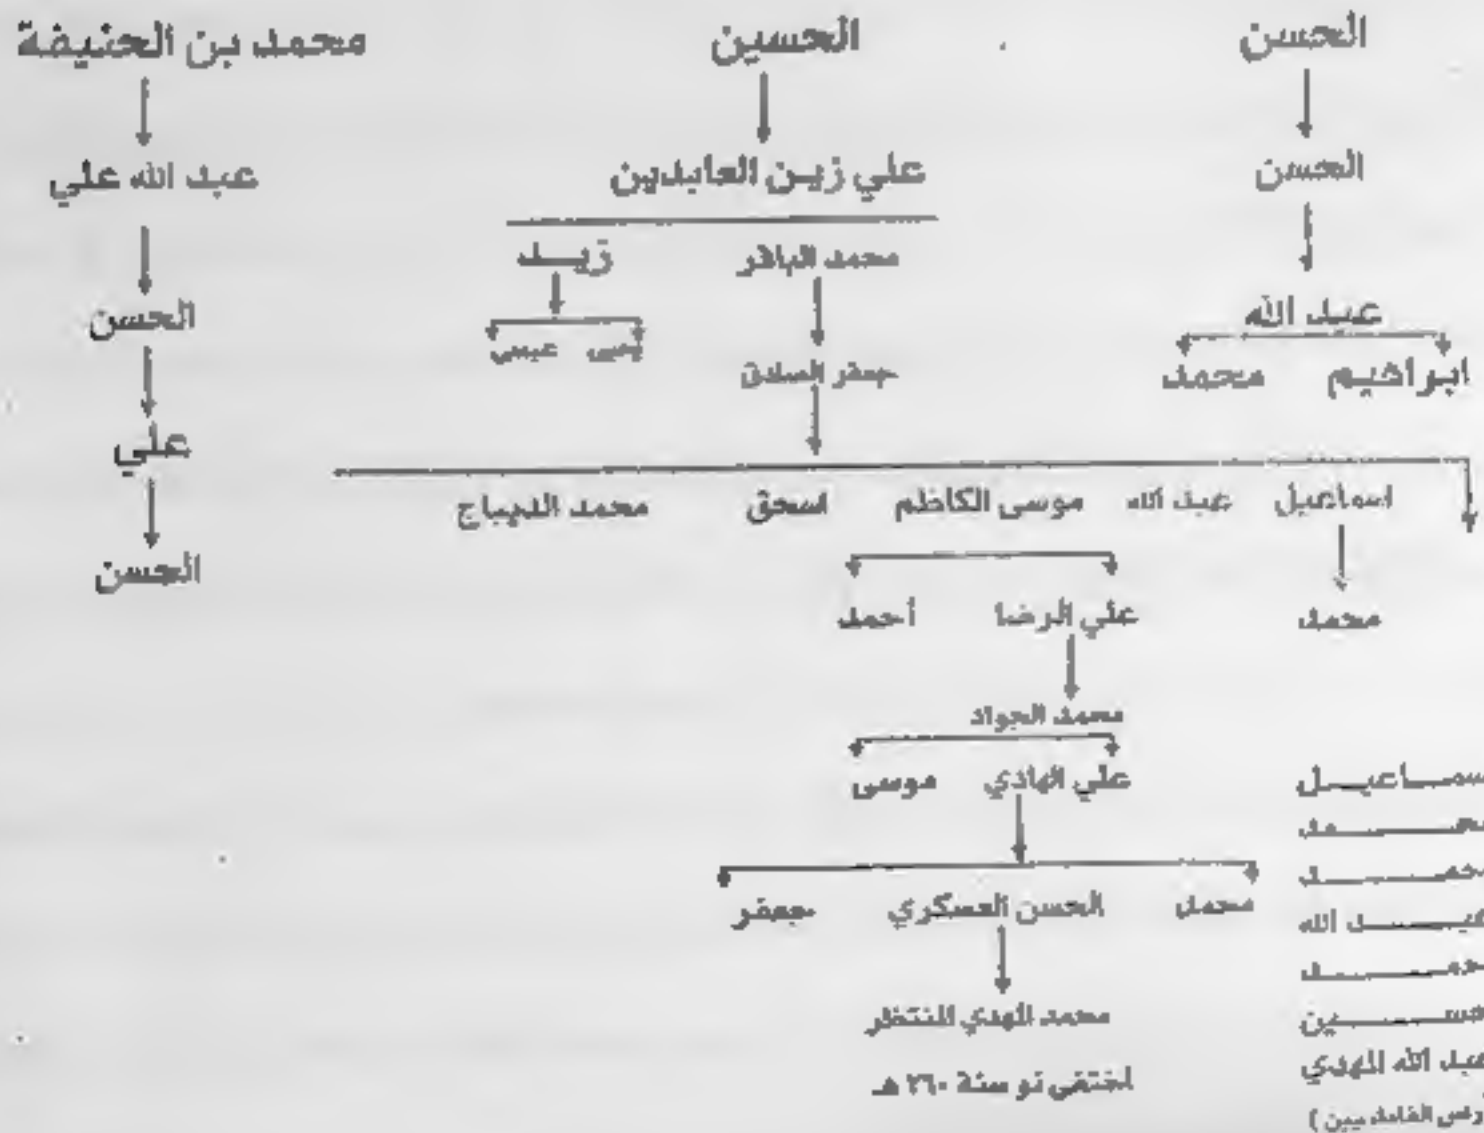 الحسن الحسين محمد بن الحنيفة
الحسن علي زين العابدين عبد الله علي
محمد الباقر زيد
عبد الله الحسن
يحيى عيسى
ابراهيم محمد جعفر الصادق
علي
اسماعيل عبد الله موسى الكاظم اسحق محمد الديباج
الحسن
محمد علي الرضا أحمد
محمد الجواد
علي الهادي موسى
محمد الحسن العسكري جعفر
محمد المهدي المنتظر
اختفى نو سنة ٢٦٠ هـ
سماعيل
عبد الله
عبد الله المهدي